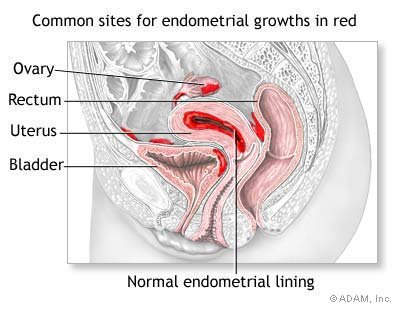 Common sites for endometrial growths in red
Ovary
Rectum
Uterus
Bladder
Normal endometrial lining
©ADAM, Inc.